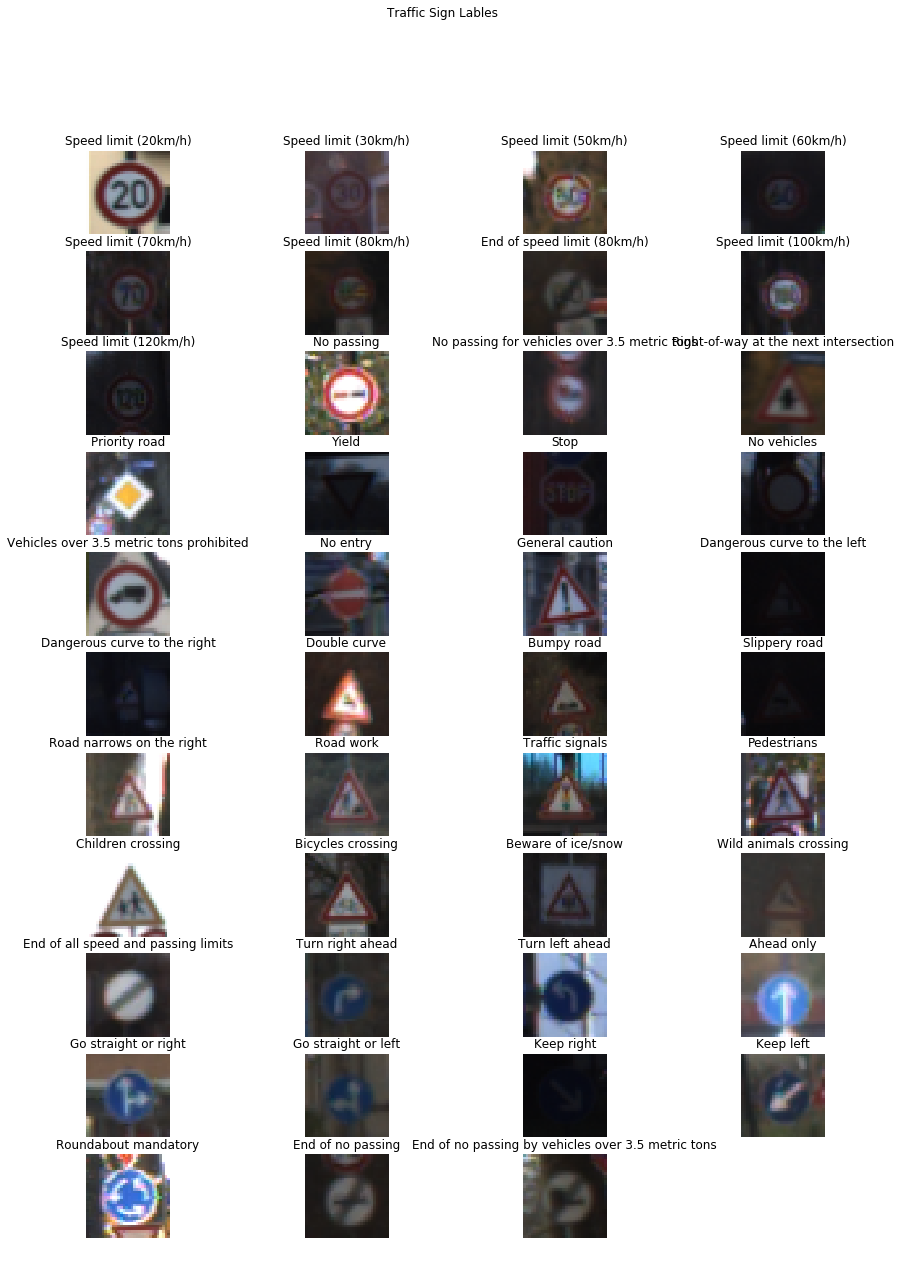 Traffic Sign Lables
Speed limit (20km/h)
Speed limit (30km/h)
Speed limit (50km/h)
Speed limit (60km/h)
20
30
50
60
Speed limit (70km/h)
Speed limit (80km/h)
End of speed limit (80km/h)
Speed limit (100km/h)
70
Speed limit (120km/h)
No passing
No passing for vehicles over 3.5 metric tons
Right-of-way at the next intersection
120
Priority road
Yield
Stop
No vehicles
STOP
Vehicles over 3.5 metric tons prohibited
No entry
General caution
Dangerous curve to the left
Dangerous curve to the right
Double curve
Bumpy road
Slippery road
Road narrows on the right
Road work
Traffic signals
Pedestrians
Children crossing
Bicycles crossing
Beware of ice/snow
Wild animals crossing
End of all speed and passing limits
Turn right ahead
Turn left ahead
Ahead only
Go straight or right
Go straight or left
Keep right
Keep left
Roundabout mandatory
End of no passing
End of no passing by vehicles over 3.5 metric tons